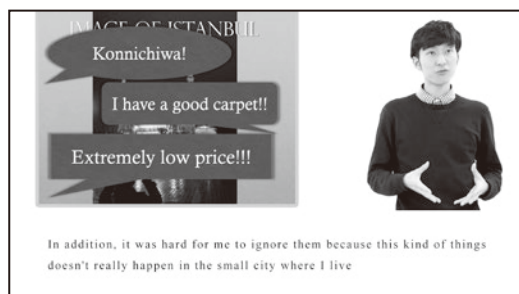 IMAGE OF ISTANBUL
Konnichiwa!
I have a good carpet!!
Extremely low price!!!
In addition, it was hard for me to ignore them because this kind of things
doesn't really happen in the small city where I live